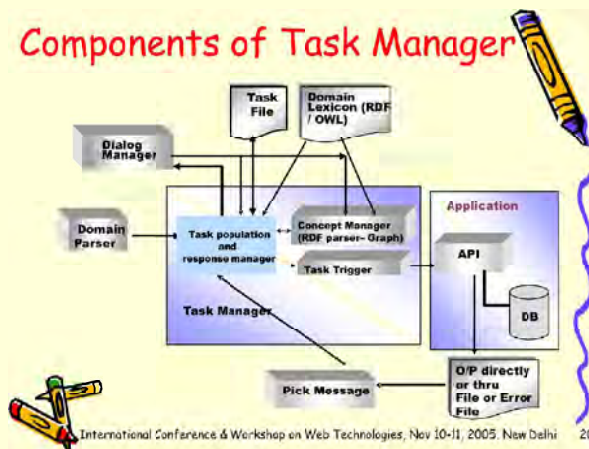 Components of Task Manager
Task
File
Domain
Lexicon (RDF
/ OWL)
Dialog
Manager
Domain
Parser
Task population
and
response manager
Concept Manager
(RDF parser- Graph)
Task Trigger
Task Manager
Application
API
DB
Pick Message
O/P directly
or thru
File or Error
File
International Conference & Workshop on Web Technologies, Nov 10-11, 2005. New Delhi